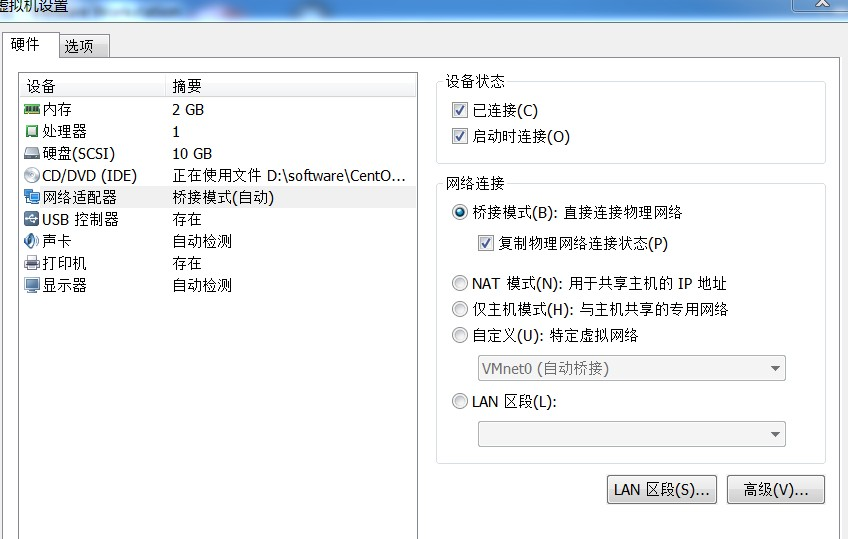 虚拟机设置
硬件 选项
设备 摘要
内存 2 GB
处理器 1
硬盘(SCSI) 10 GB
CD/DVD (IDE) 正在使用文件 D:\software\CentO...
网络适配器 桥接模式(自动)
USB 控制器 存在
声卡 自动检测
打印机 存在
显示器 自动检测
设备状态
已连接(C)
启动时连接(O)
网络连接
桥接模式(B): 直接连接物理网络
复制物理网络连接状态(P)
NAT 模式(N): 用于共享主机的 IP 地址
仅主机模式(H): 与主机共享的专用网络
自定义(U): 特定虚拟网络
VMnet0 (自动桥接)
LAN 区段(L):
LAN 区段(S)... 高级(V)...